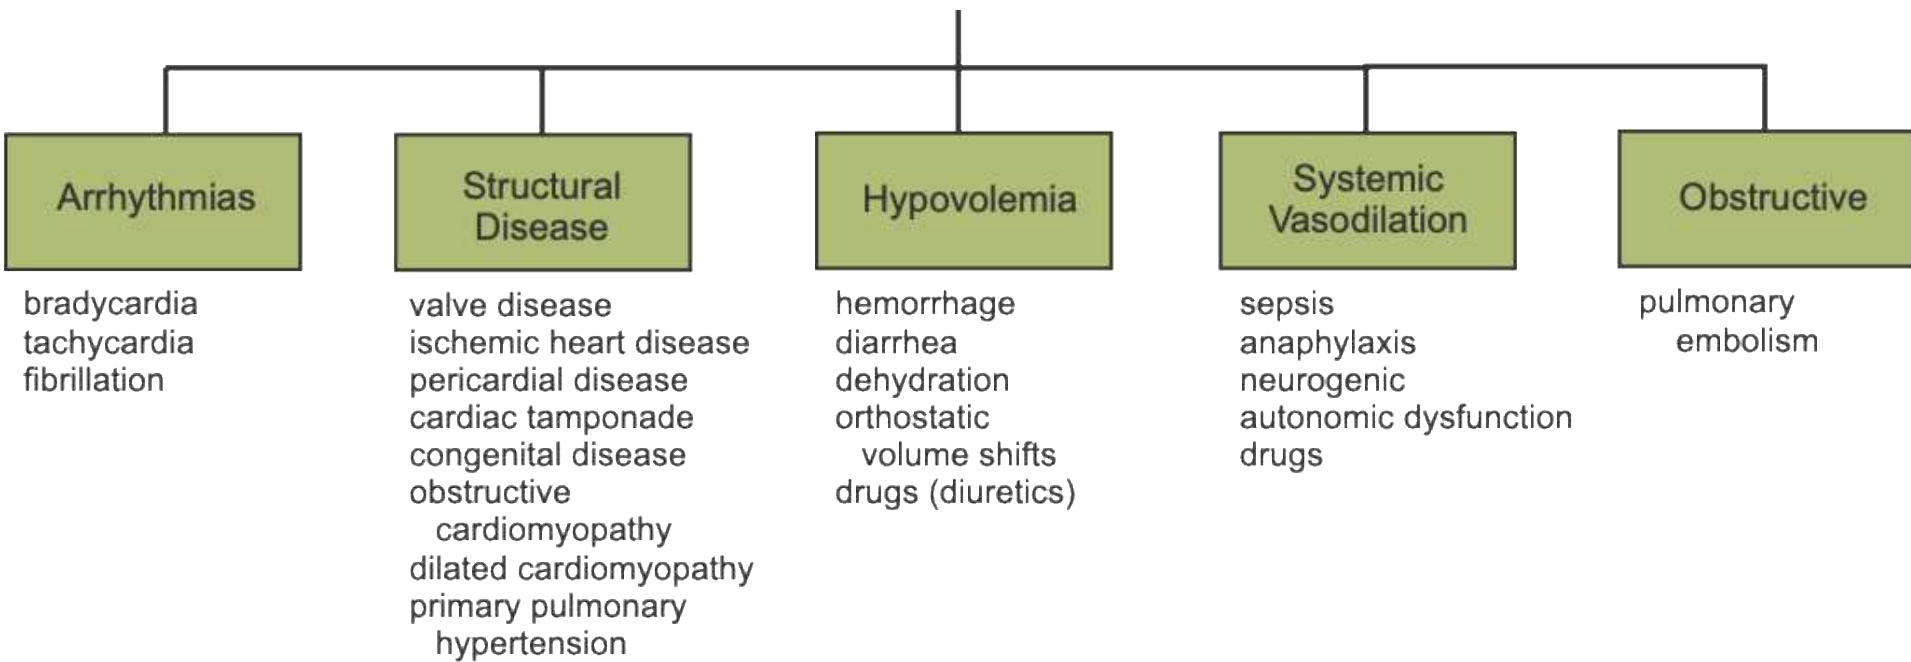 Arrhythmias
bradycardia
tachycardia
fibrillation
Structural
Disease
valve disease
ischemic heart disease
pericardial disease
cardiac tamponade
congenital disease
obstructive
cardiomyopathy
dilated cardiomyopathy
primary pulmonary
hypertension
Hypovolemia
hemorrhage
diarrhea
dehydration
orthostatic
volume shifts
drugs (diuretics)
Systemic
Vasodilation
sepsis
anaphylaxis
neurogenic
autonomic dysfunction
drugs
Obstructive
pulmonary
embolism